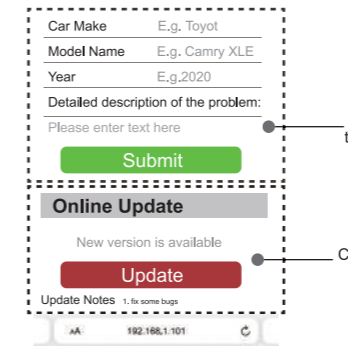 Car Make E.g. Toyot
Model Name E.g. Camry XLE
Year E.g.2020
Detailed description of the problem:
Please enter text here
t
Submit
Online Update
New version is available
C
Update
Update Notes 1. fix some bugs
AA 192.168.1.101